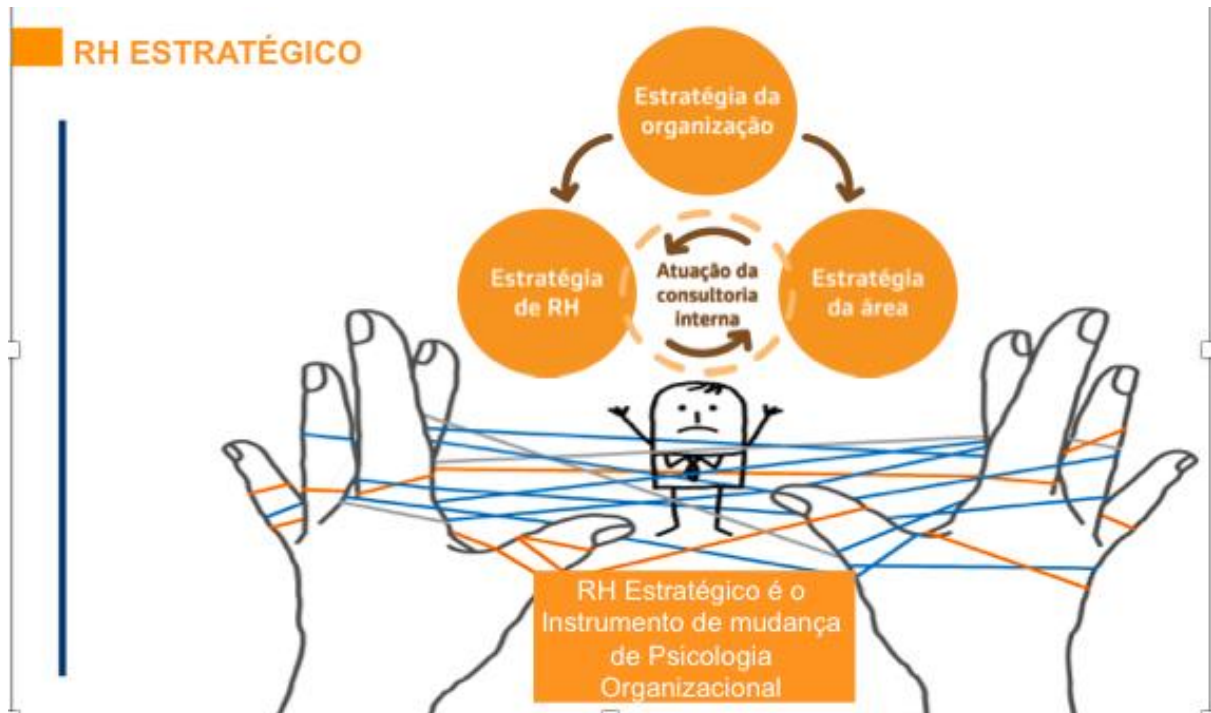 RH ESTRATÉGICO
Estratégia da
organização
Estratégia
de RH
Atuação da
consultoria
interna
Estratégia
da área
RH Estratégico é o
Instrumento de mudança
de Psicologia
Organizacional